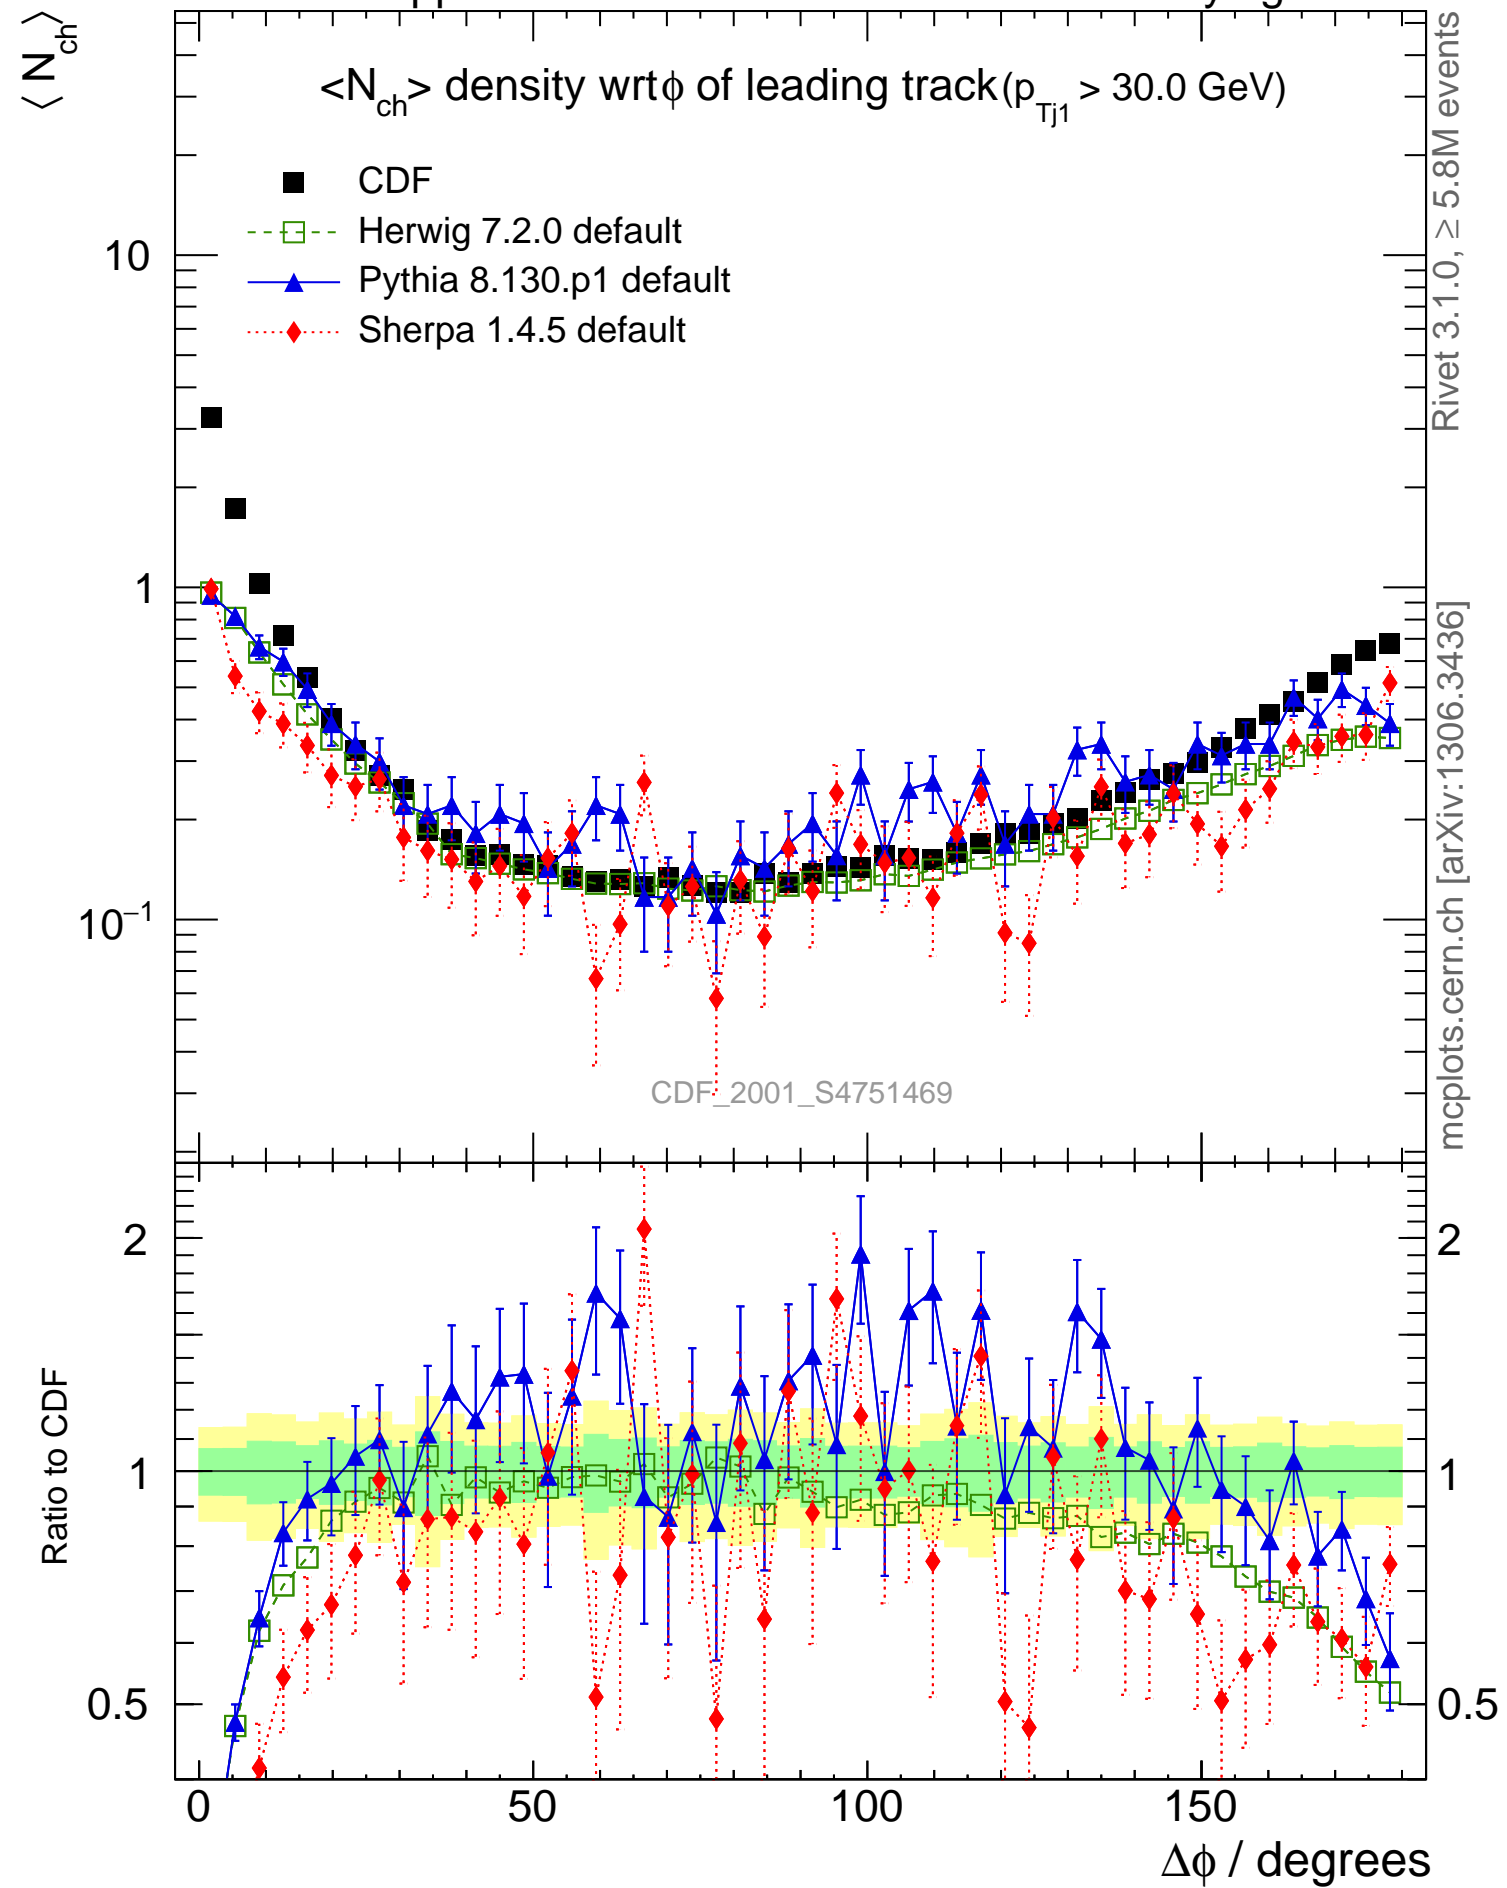 ⟨ N_ch ⟩
<N_ch> density wrt ϕ of leading track (p_Tj1 > 30.0 GeV)
CDF
Herwig 7.2.0 default
Pythia 8.130.p1 default
Sherpa 1.4.5 default
10
1
10⁻¹
CDF_2001_S4751469
Rivet 3.1.0, ≥ 5.8M events
mcplots.cern.ch [arXiv:1306.3436]
Ratio to CDF
2
1
0.5
2
1
0.5
0 50 100 150
Δϕ / degrees